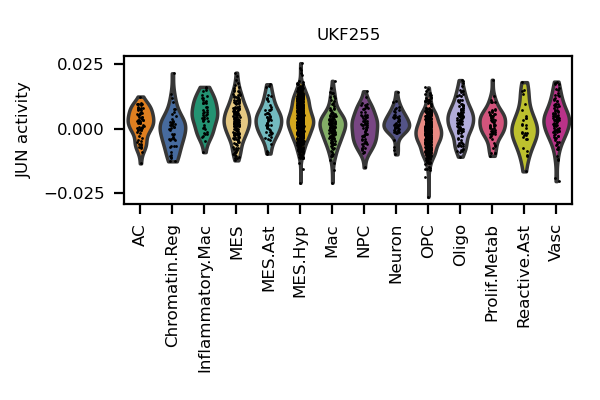 UKF255
JUN activity
0.025
0.000
−0.025
AC
Chromatin.Reg
Inflammatory.Mac
MES
MES.Ast
MES.Hyp
Mac
NPC
Neuron
OPC
Oligo
Prolif.Metab
Reactive.Ast
Vasc